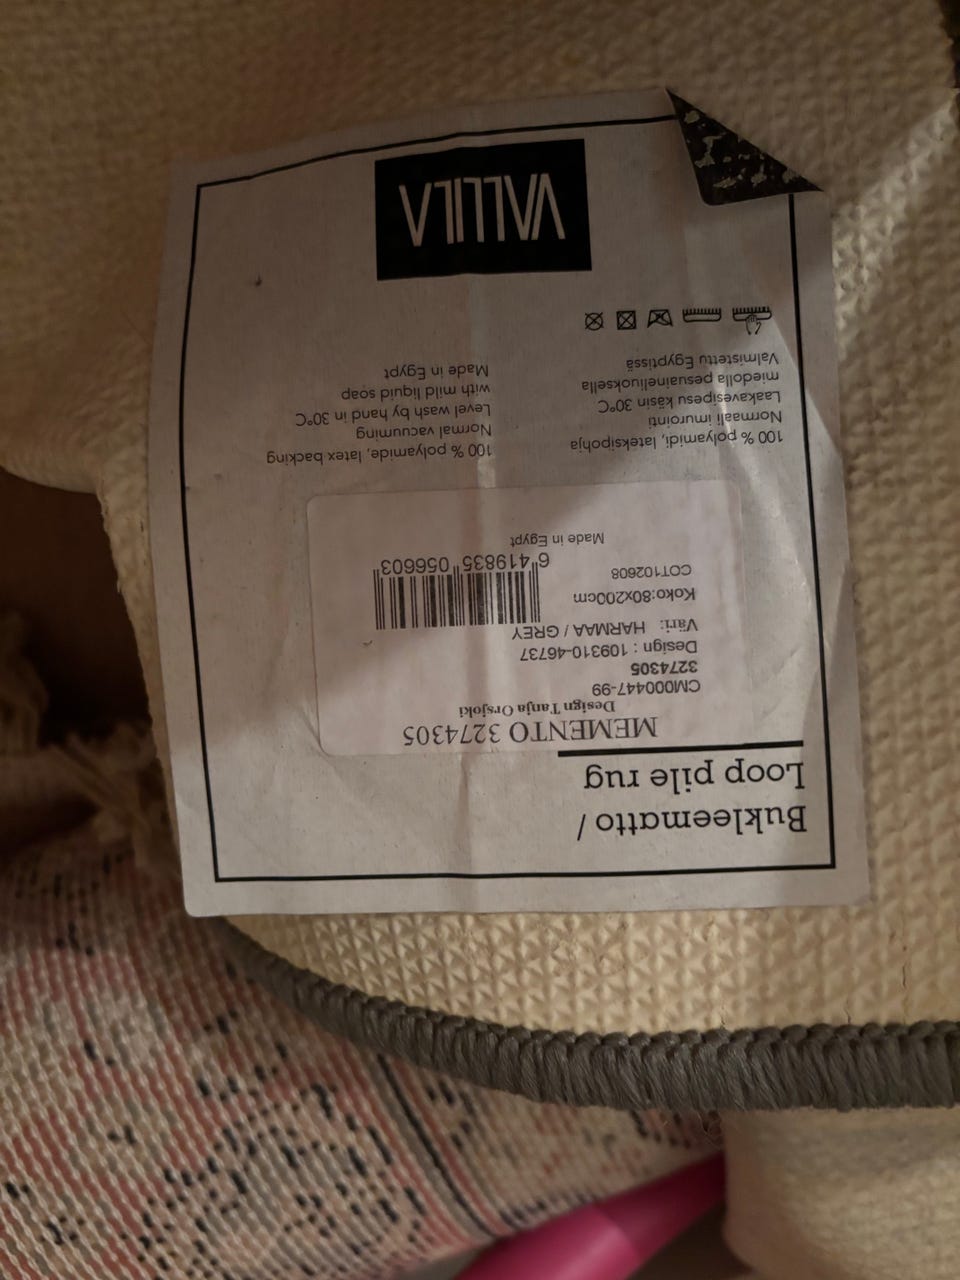 Bukleematto /
Loop pile rug
MEMENTO 3274305
Design Tanja Orsjoki
CM000447-99
3274305
Design : 109310-46737
Väri: HARMAA / GREY
Koko:80x200cm
COT102608
6 419835 056603
Made in Egypt
100 % polyamidi, lateksipohja
Normaali imurointi
Laakavesipesu käsin 30°C
miedolla pesuaineliuoksella
Valmistettu Egyptissä
100 % polyamide, latex backing
Normal vacuuming
Level wash by hand in 30°C
with mild liquid soap
Made in Egypt
VALLILA